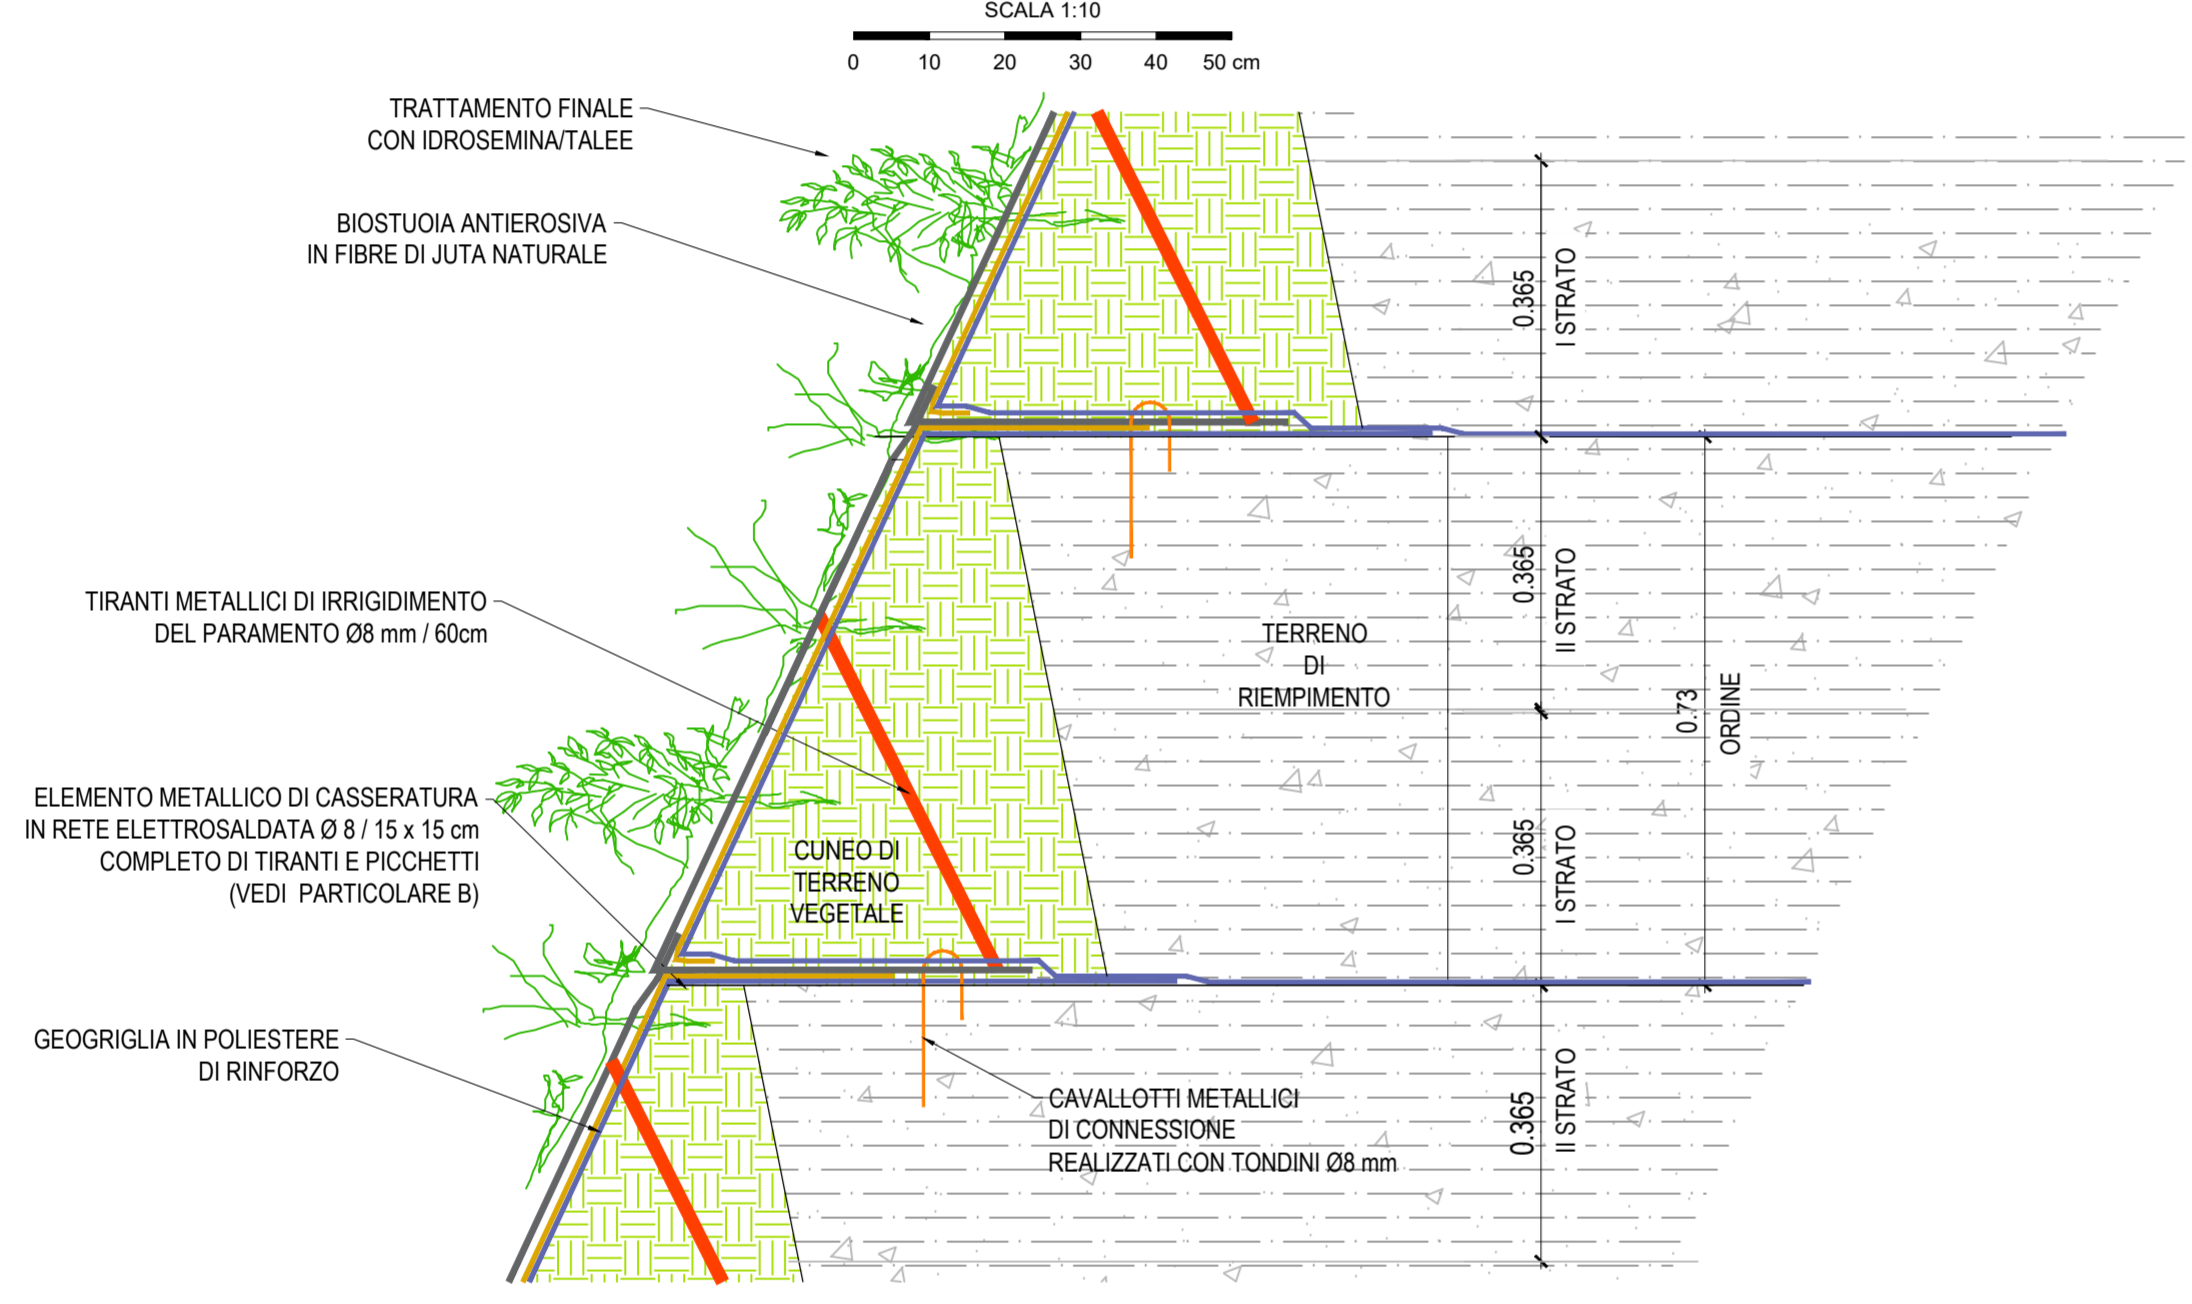 SCALA 1:10
0 10 20 30 40 50 cm
TRATTAMENTO FINALE
CON IDROSEMINA/TALEE
BIOSTUOIA ANTIEROSIVA
IN FIBRE DI JUTA NATURALE
TIRANTI METALLICI DI IRRIGIDIMENTO
DEL PARAMENTO Ø8 mm / 60cm
ELEMENTO METALLICO DI CASSERATURA
IN RETE ELETTROSALDATA Ø 8 / 15 x 15 cm
COMPLETO DI TIRANTI E PICCHETTI
(VEDI PARTICOLARE B)
GEOGRIGLIA IN POLIESTERE
DI RINFORZO
CUNEO DI
TERRENO
VEGETALE
TERRENO
DI
RIEMPIMENTO
CAVALLOTTI METALLICI
DI CONNESSIONE
REALIZZATI CON TONDINI Ø8 mm
0.365
I STRATO
0.365
II STRATO
0.365
I STRATO
0.365
II STRATO
0.73
ORDINE